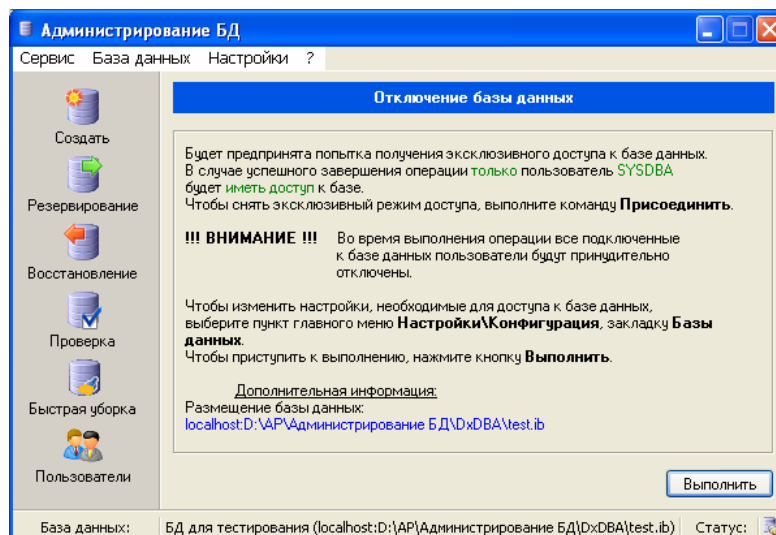 Администрирование БД
Сервис База данных Настройки ?
Отключение базы данных
Создать
Резервирование
Восстановление
Проверка
Быстрая уборка
Пользователи
Будет предпринята попытка получения эксклюзивного доступа к базе данных.
В случае успешного завершения операции только пользователь SYSDBA
будет иметь доступ к базе.
Чтобы снять эксклюзивный режим доступа, выполните команду Присоединить.
!!! ВНИМАНИЕ !!! Во время выполнения операции все подключенные
к базе данных пользователи будут принудительно
отключены.
Чтобы изменить настройки, необходимые для доступа к базе данных,
выберите пункт главного меню Настройки\Конфигурация, закладку Базы
данных.
Чтобы приступить к выполнению, нажмите кнопку Выполнить.
Дополнительная информация:
Размещение базы данных:
localhost:D:\AP\Администрирование БД\DxDBA\test.ib
Выполнить
База данных: БД для тестирования (localhost:D:\AP\Администрирование БД\DxDBA\test.ib) Статус: